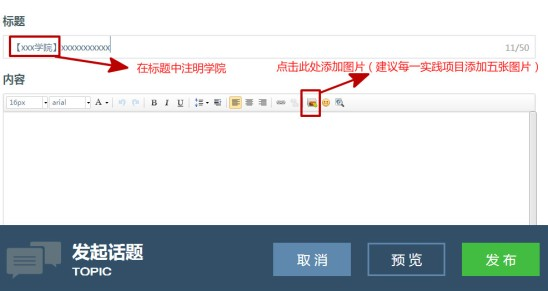 标题
【xxx学院】xxxxxxxxxxx
11/50
在标题中注明学院
点击此处添加图片（建议每一实践项目添加五张图片）
内容
16px arial A B I U
发起话题
TOPIC
取消
预览
发布